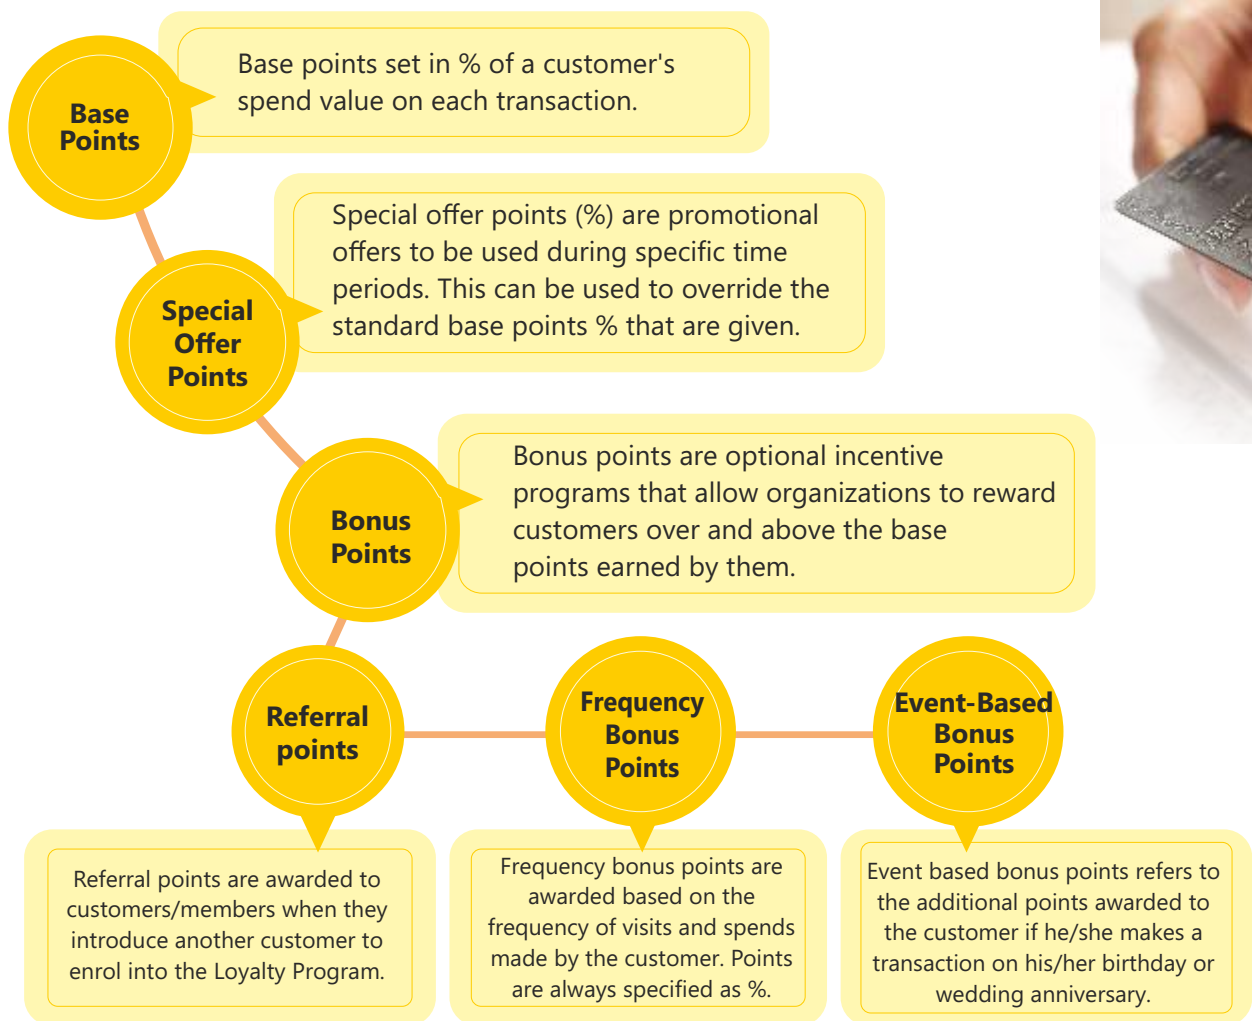 Base
Points
Base points set in % of a customer's
spend value on each transaction.
Special
Offer
Points
Special offer points (%) are promotional
offers to be used during specific time
periods. This can be used to override the
standard base points % that are given.
Bonus
Points
Bonus points are optional incentive
programs that allow organizations to reward
customers over and above the base
points earned by them.
Referral
points
Referral points are awarded to
customers/members when they
introduce another customer to
enrol into the Loyalty Program.
Frequency
Bonus
Points
Frequency bonus points are
awarded based on the
frequency of visits and spends
made by the customer. Points
are always specified as %.
Event-Based
Bonus
Points
Event based bonus points refers to
the additional points awarded to
the customer if he/she makes a
transaction on his/her birthday or
wedding anniversary.